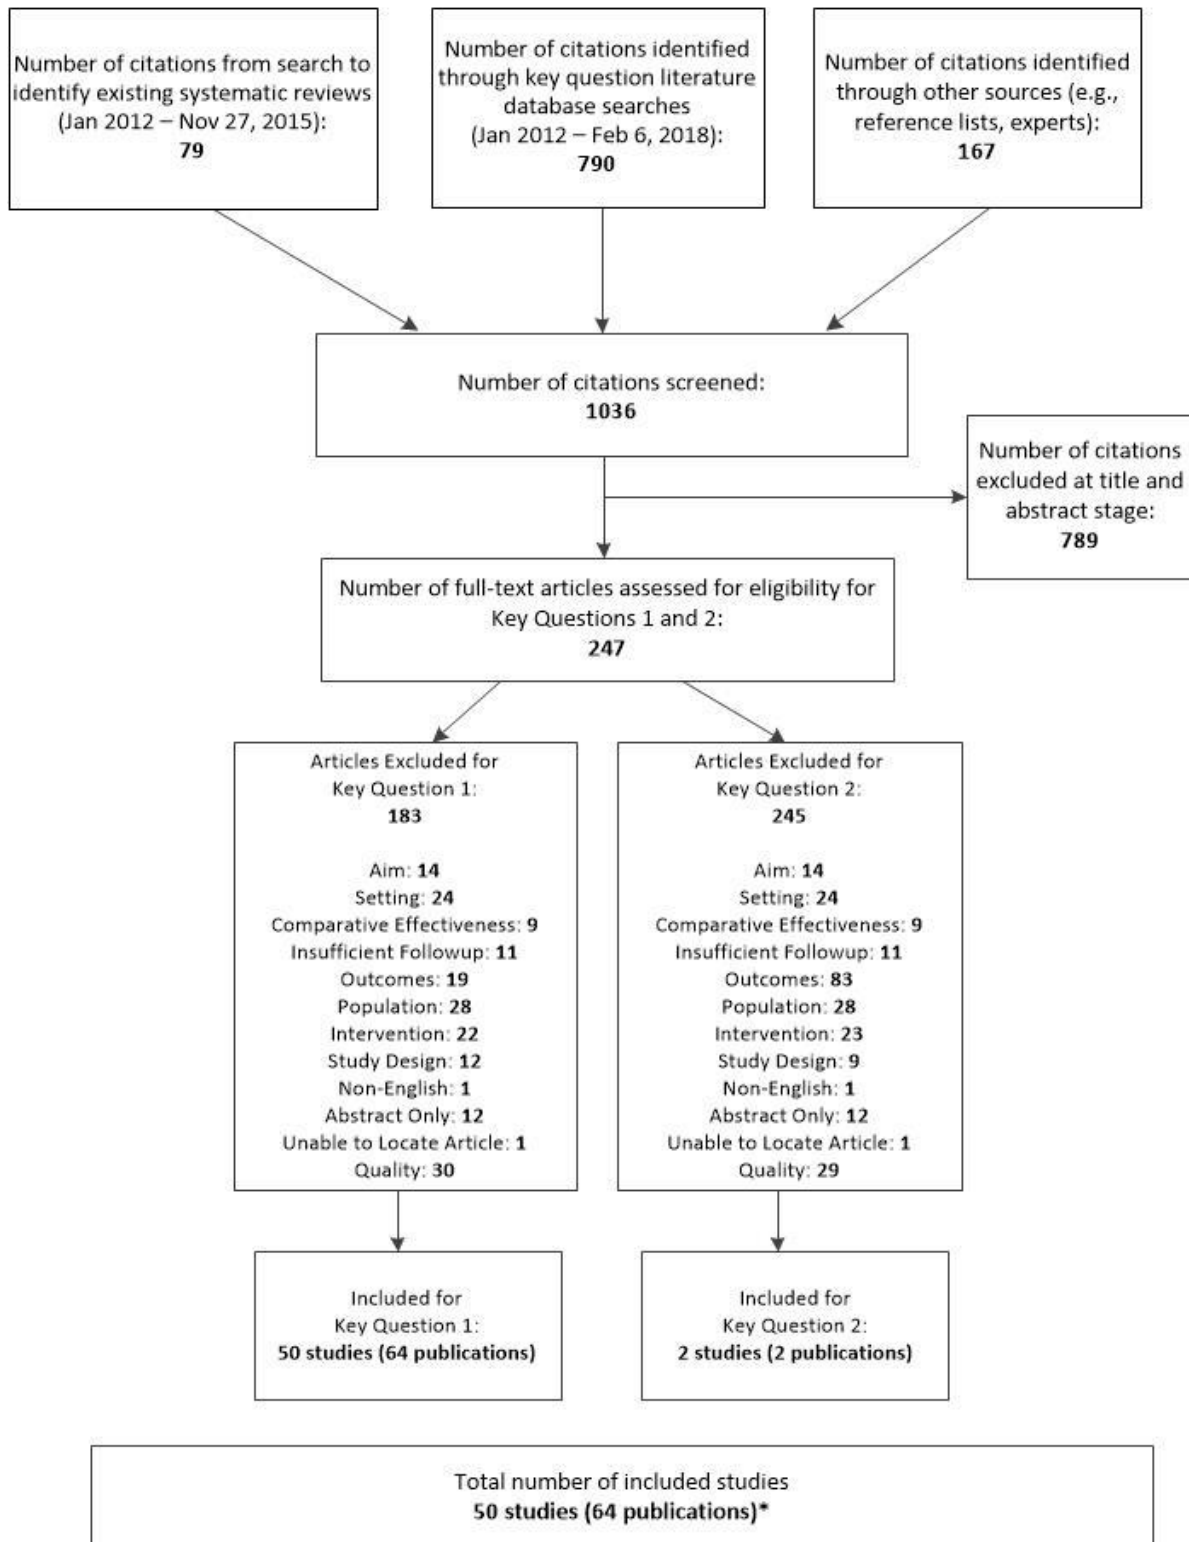 Number of citations from search to
identify existing systematic reviews
(Jan 2012 – Nov 27, 2015):
79
Number of citations identified
through key question literature
database searches
(Jan 2012 – Feb 6, 2018):
790
Number of citations identified
through other sources (e.g.,
reference lists, experts):
167
Number of citations screened:
1036
Number of citations
excluded at title and
abstract stage:
789
Number of full-text articles assessed for eligibility for
Key Questions 1 and 2:
247
Articles Excluded for
Key Question 1:
183
Aim: 14
Setting: 24
Comparative Effectiveness: 9
Insufficient Followup: 11
Outcomes: 19
Population: 28
Intervention: 22
Study Design: 12
Non-English: 1
Abstract Only: 12
Unable to Locate Article: 1
Quality: 30
Articles Excluded for
Key Question 2:
245
Aim: 14
Setting: 24
Comparative Effectiveness: 9
Insufficient Followup: 11
Outcomes: 83
Population: 28
Intervention: 23
Study Design: 9
Non-English: 1
Abstract Only: 12
Unable to Locate Article: 1
Quality: 29
Included for
Key Question 1:
50 studies (64 publications)
Included for
Key Question 2:
2 studies (2 publications)
Total number of included studies
50 studies (64 publications)*